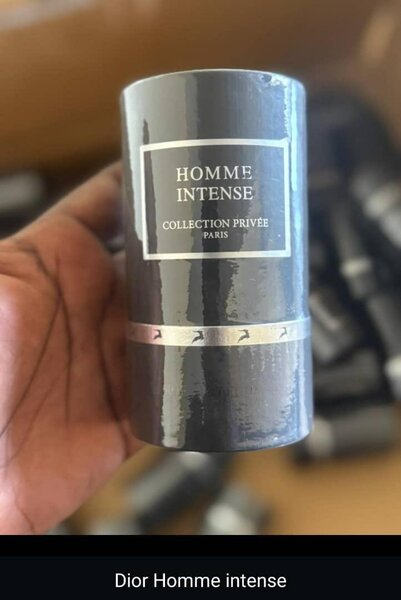 HOMME
INTENSE
COLLECTION PRIVÉE
PARIS
Dior Homme intense